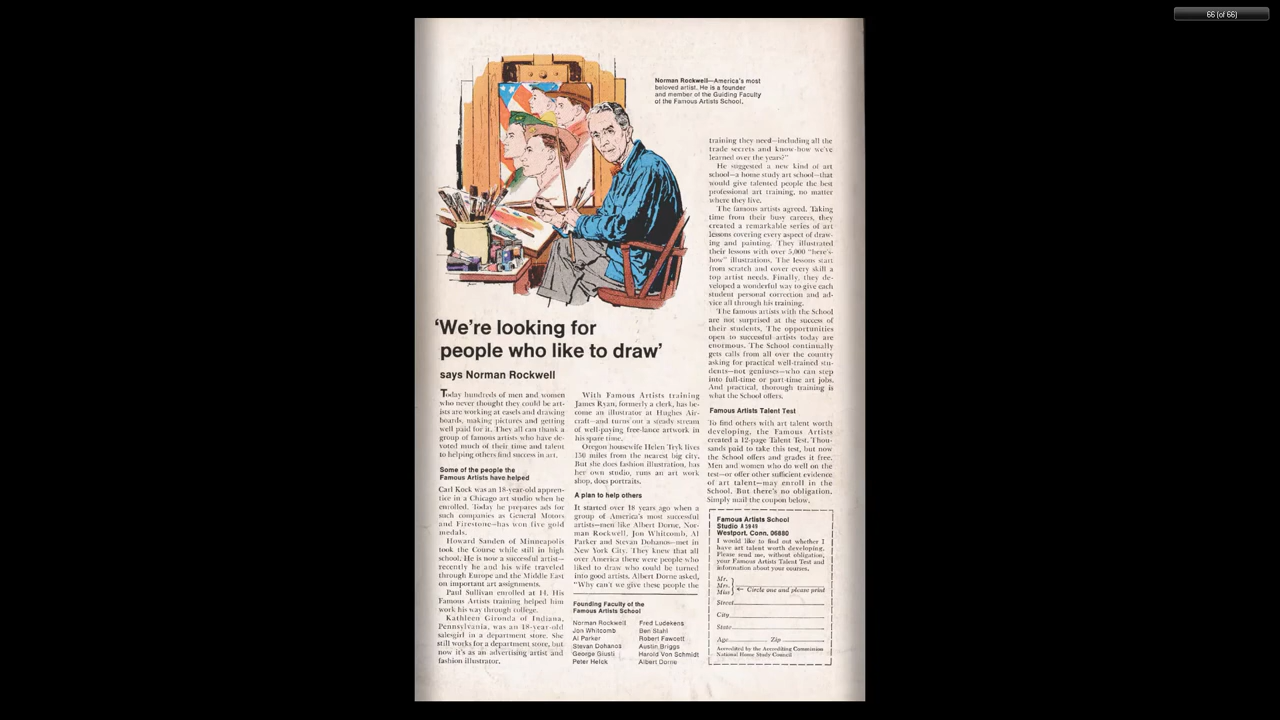 66 (of 66)
Norman Rockwell—America's most
beloved artist. He is a founder
and member of the Guiding Faculty
of the Famous Artists School.
‘We’re looking for
people who like to draw’
says Norman Rockwell
Today hundreds of men and women
who never thought they could be art-
ists are working at easels and drawing
boards, making pictures and getting
well paid for it. They all can thank a
group of famous artists who have de-
voted much of their time and talent
to helping others find success in art.
Some of the people the
Famous Artists have helped
Carl Kock was an 18-year-old appren-
tice in a Chicago art studio when he
enrolled. Today he prepares ads for
such companies as General Motors
and Firestone—has won five gold
medals.
Howard Sanden of Minneapolis
took the Course while still in high
school. He is now a successful artist—
recently he and his wife traveled
through Europe and the Middle East
on important art assignments.
Paul Sullivan enrolled at 14. His
Famous Artists training helped him
work his way through college.
Kathleen Gironda of Indiana,
Pennsylvania, was an 18-year-old
salesgirl in a department store. She
still works for a department store, but
now it's as an advertising artist and
fashion illustrator.
With Famous Artists training
James Ryan, formerly a clerk, has be-
come an illustrator at Hughes Air-
craft—and turns out a steady stream
of well-paying free-lance artwork in
his spare time.
Oregon housewife Helen Tryk lives
150 miles from the nearest big city.
But she does fashion illustration, has
her own studio, runs an art work
shop, does portraits.
A plan to help others
It started over 18 years ago when a
group of America's most successful
artists—men like Albert Dorne, Nor-
man Rockwell, Jon Whitcomb, Al
Parker and Stevan Dohanos—met in
New York City. They knew that all
over America there were people who
liked to draw who could be turned
into good artists. Albert Dorne asked,
"Why can't we give these people the
Founding Faculty of the
Famous Artists School
Norman Rockwell
Jon Whitcomb
Al Parker
Stevan Dohanos
George Giusti
Peter Helck
Fred Ludekens
Ben Stahl
Robert Fawcett
Austin Briggs
Harold Von Schmidt
Albert Dorne
training they need—including all the
trade secrets and know-how we've
learned over the years?"
He suggested a new kind of art
school—a home study art school—that
would give talented people the best
professional art training, no matter
where they live.
The famous artists agreed. Taking
time from their busy careers, they
created a remarkable series of art
lessons covering every aspect of draw-
ing and painting. They illustrated
their lessons with over 5,000 "here's-
how" illustrations. The lessons start
from scratch and cover every skill a
top artist needs. Finally, they de-
veloped a wonderful way to give each
student personal correction and ad-
vice all through his training.
The famous artists with the School
are not surprised at the success of
their students. The opportunities
open to successful artists today are
enormous. The School continually
gets calls from all over the country
asking for practical well-trained stu-
dents—not geniuses—who can step
into full-time or part-time art jobs.
And practical, thorough training is
what the School offers.
Famous Artists Talent Test
To find others with art talent worth
developing, the Famous Artists
created a 12-page Talent Test. Thou-
sands paid to take this test, but now
the School offers and grades it free.
Men and women who do well on the
test—or offer other sufficient evidence
of art talent—may enroll in the
School. But there's no obligation.
Simply mail the coupon below.
Famous Artists School
Studio
Westport, Conn. 06880
I would like to find out whether I
have art talent worth developing.
Please send me, without obligation,
your Famous Artists Talent Test and
information about your courses.
Mr.
Mrs.
Miss
← Circle one and please print
Street
City
State
Age Zip
Accredited by the Accrediting Commission
National Home Study Council